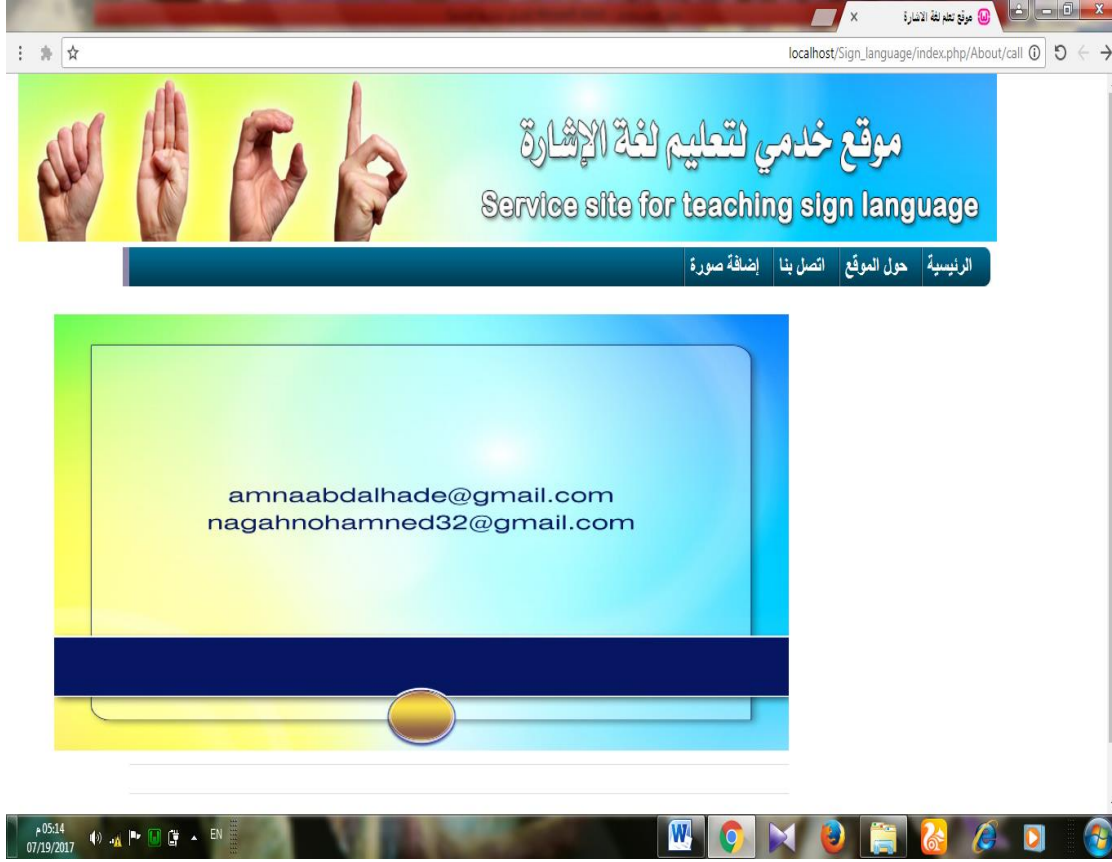 موقع تعلم لغة الاشارة
localhost/Sign_language/index.php/About/call
موقع خدمي لتعليم لغة الإشارة
Service site for teaching sign language
الرئيسية حول الموقع اتصل بنا إضافة صورة
amnaabdalhade@gmail.com
nagahnohamned32@gmail.com
EN
05:14 م
07/19/2017